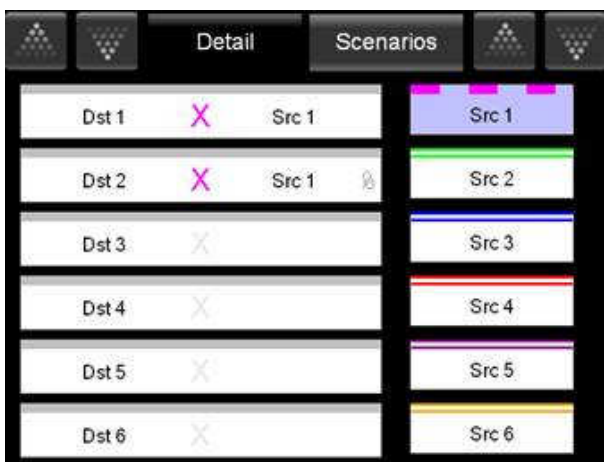 Detail Scenarios
Dst 1 X Src 1 Src 1
Dst 2 X Src 1 Src 2
Dst 3 X Src 3
Dst 4 X Src 4
Dst 5 X Src 5
Dst 6 X Src 6